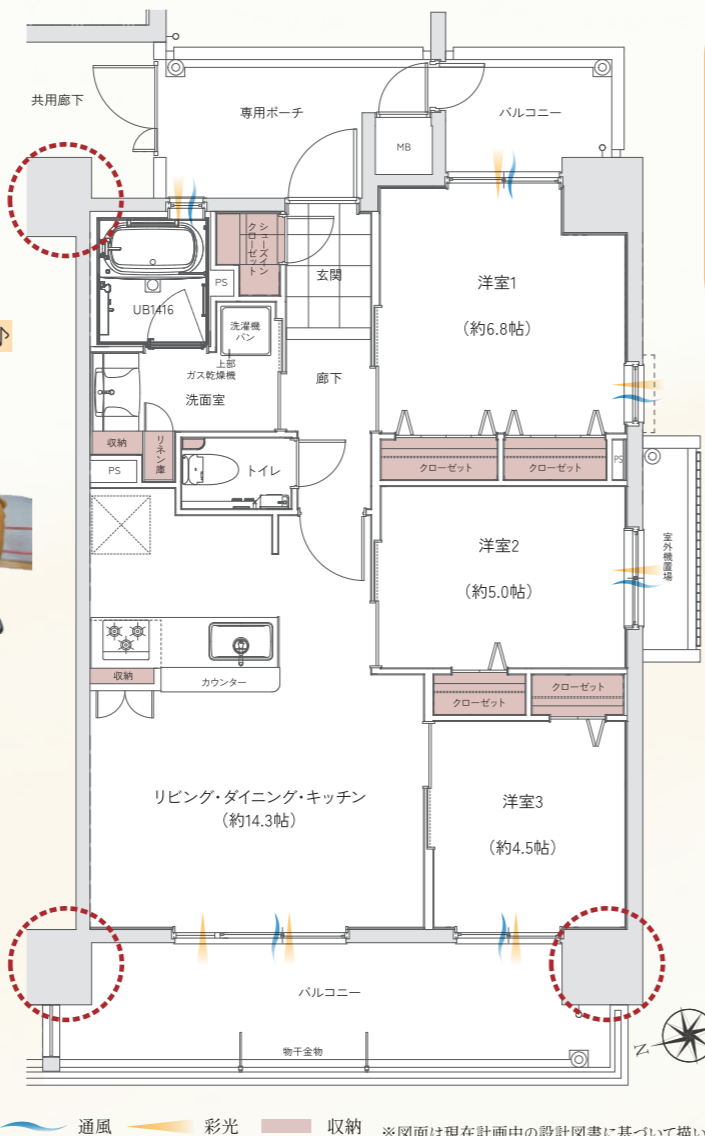 共用廊下
専用ポーチ
バルコニー
MB
シューズイン
クローゼット
玄関
洋室1
(約6.8帖)
PS
UB1416
洗濯機
パン
上部
ガス乾燥機
洗面室
廊下
収納
リネン庫
PS
トイレ
クローゼット
クローゼット
PS
洋室2
(約5.0帖)
室外機置場
収納
カウンター
クローゼット
クローゼット
リビング・ダイニング・キッチン
(約14.3帖)
洋室3
(約4.5帖)
バルコニー
物干金物
N
通風
彩光
収納
※図面は現在計画中の設計図書に基づいて描い